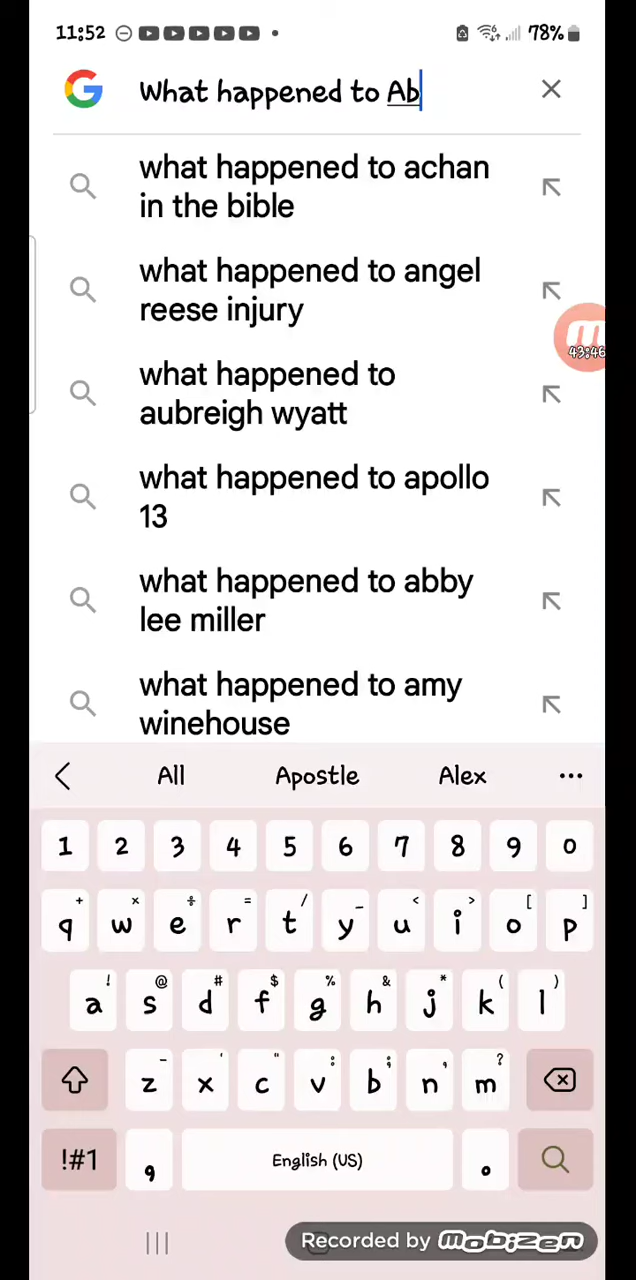 11:52 78%
What happened to Ab
what happened to achan
in the bible
what happened to angel
reese injury
43:46
what happened to
aubreigh wyatt
what happened to apollo
13
what happened to abby
lee miller
what happened to amy
winehouse
All Apostle Alex ...
1 2 3 4 5 6 7 8 9 0
+ × ÷ = / _ < > [ ]
q w e r t y u i o p
! @ # $ % & * ( )
a s d f g h j k l
- ' " : ; , ?
z x c v b n m
!#1 , English (US) .
Recorded by mobizen